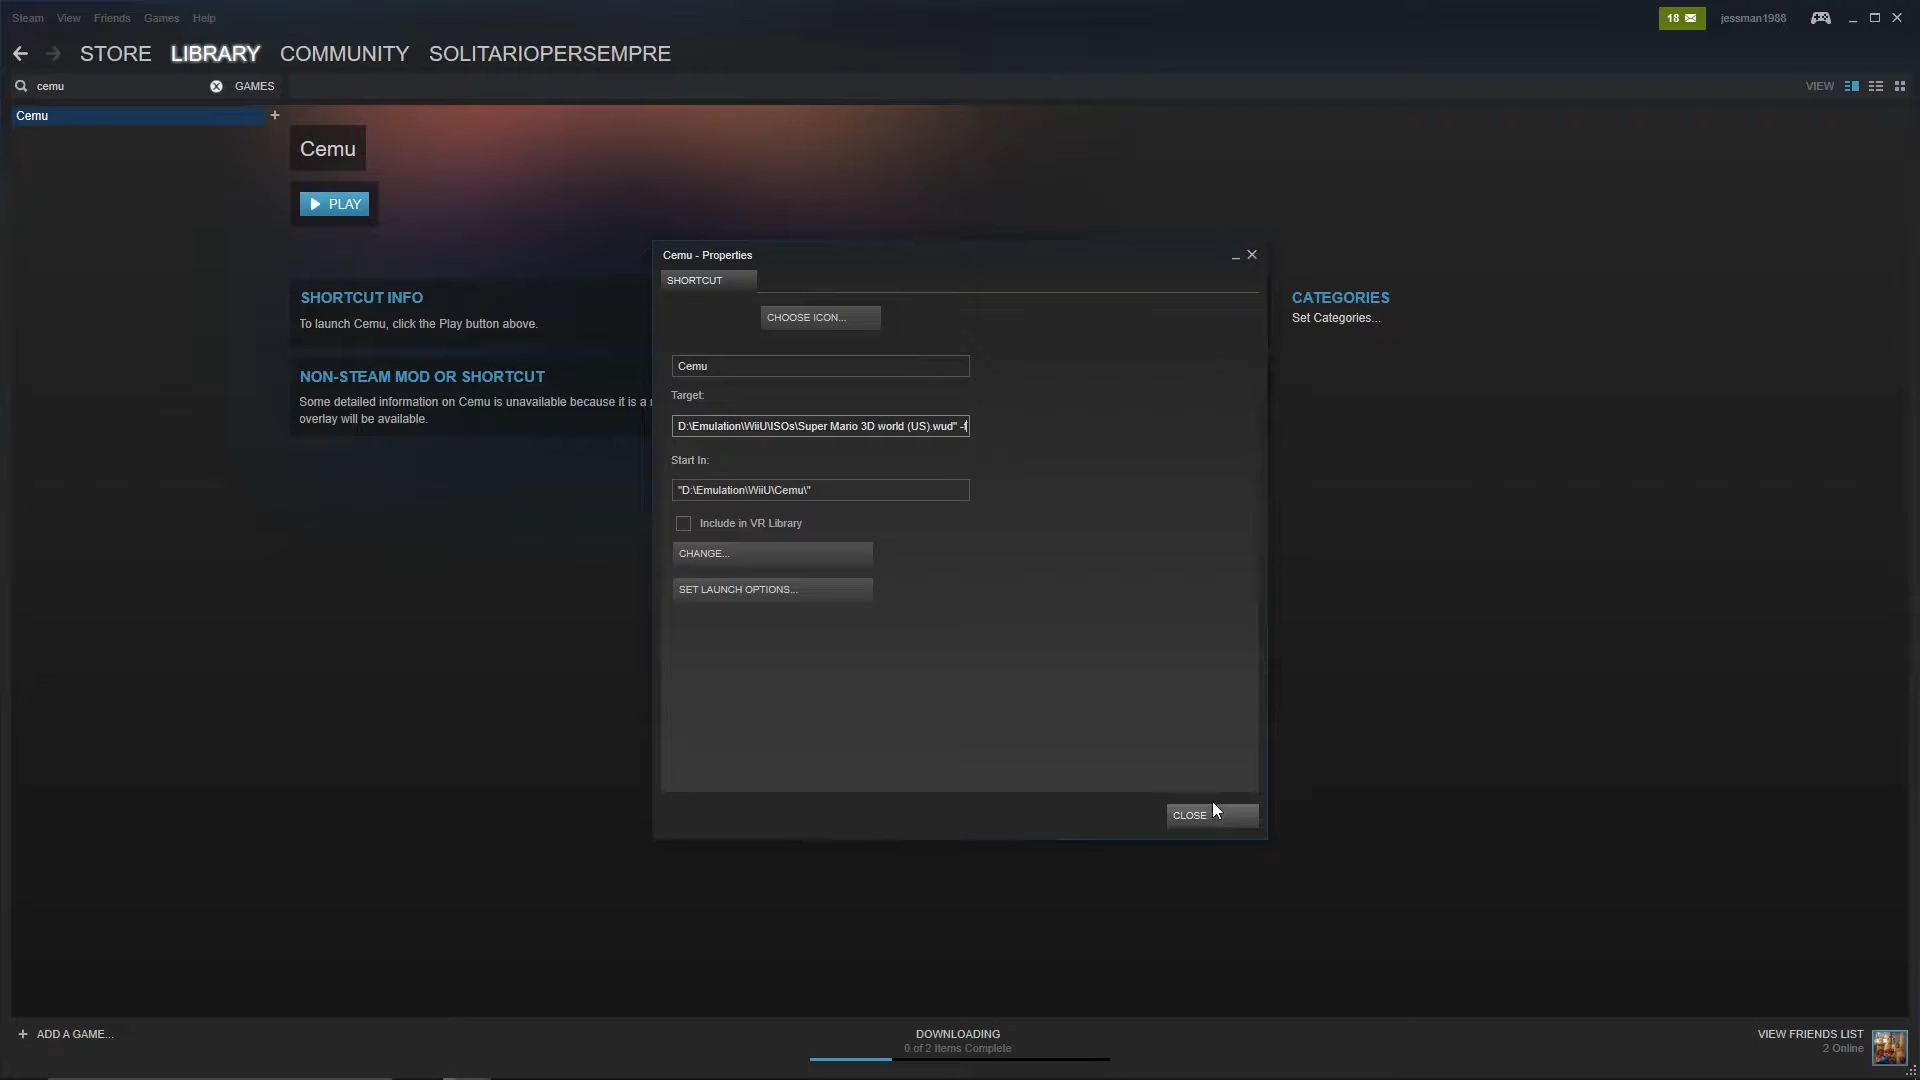 Steam View Friends Games Help
18 jessman1988
STORE LIBRARY COMMUNITY SOLITARIOPERSEMPRE
cemu GAMES VIEW
Cemu +
Cemu
PLAY
Cemu - Properties
SHORTCUT
CHOOSE ICON...
SHORTCUT INFO
To launch Cemu, click the Play button above.
CATEGORIES
Set Categories...
Cemu
NON-STEAM MOD OR SHORTCUT
Some detailed information on Cemu is unavailable because it is a
overlay will be available.
Target:
D:\Emulation\WiiU\ISOs\Super Mario 3D world (US).wud" -f
Start In:
"D:\Emulation\WiiU\Cemu\"
Include in VR Library
CHANGE...
SET LAUNCH OPTIONS...
CLOSE
+ ADD A GAME...
DOWNLOADING
0 of 2 Items Complete
VIEW FRIENDS LIST
2 Online